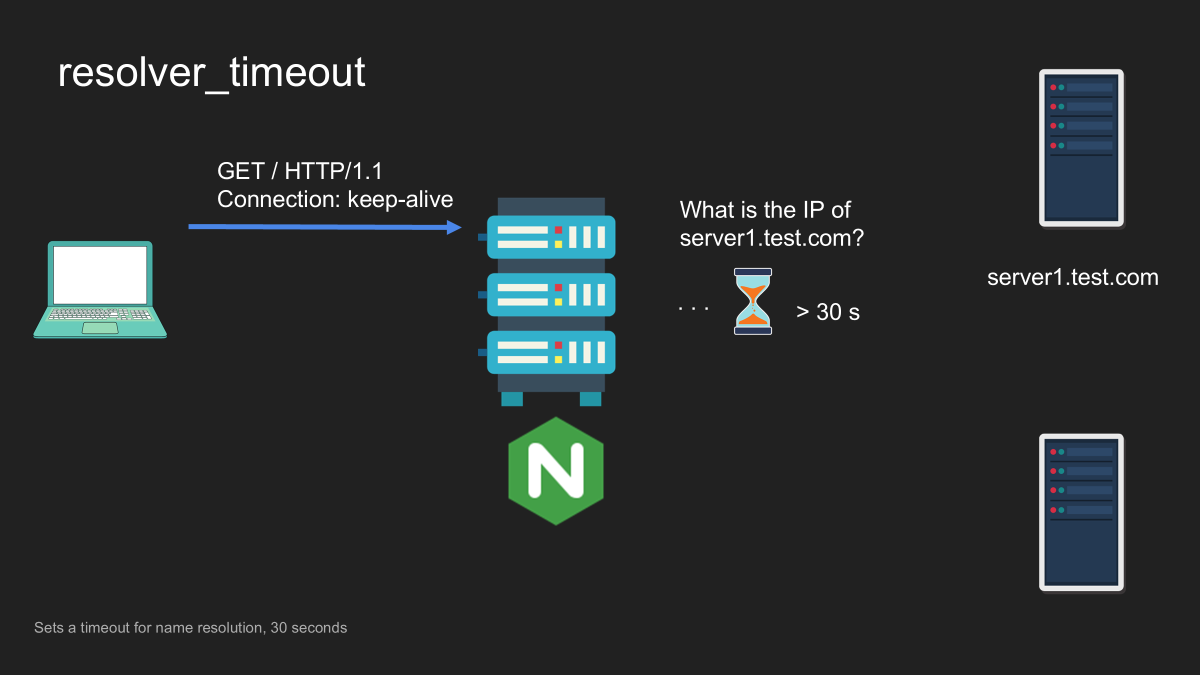 resolver_timeout
GET / HTTP/1.1
Connection: keep-alive
What is the IP of
server1.test.com?
. . .
> 30 s
server1.test.com
N
Sets a timeout for name resolution, 30 seconds